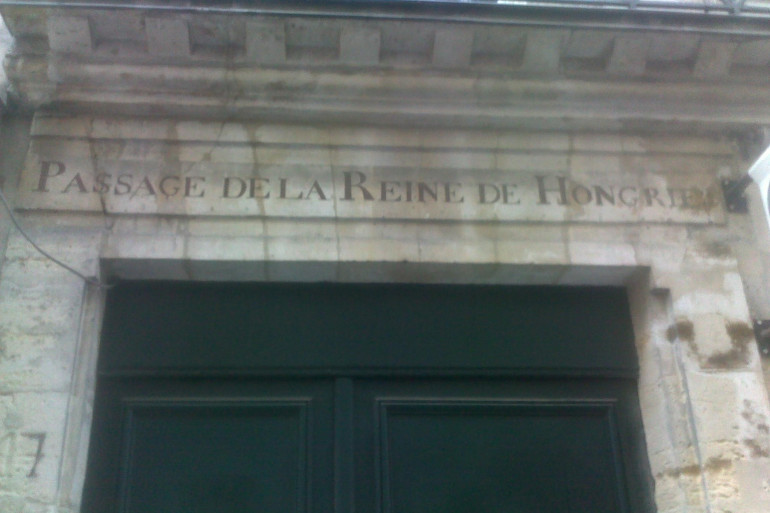 PASSAGE DE LA REINE DE HONGRIE
17